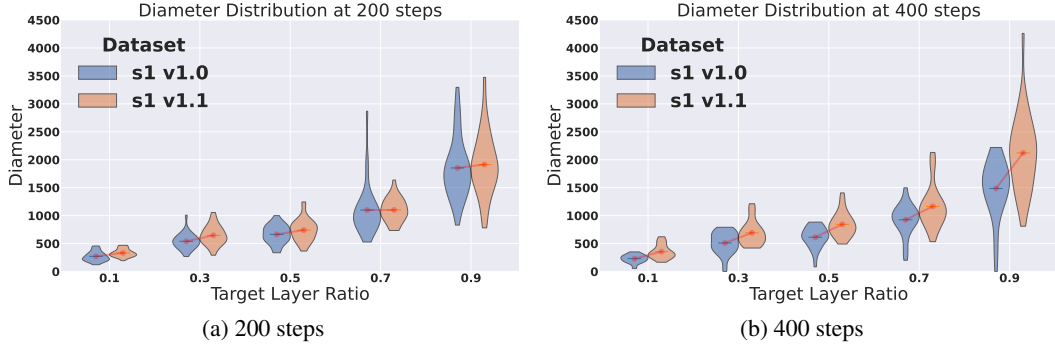 Diameter Distribution at 200 steps
4500
4000
3500
3000
2500
2000
1500
1000
500
0
Diameter
Dataset
s1 v1.0
s1 v1.1
0.1 0.3 0.5 0.7 0.9
Target Layer Ratio
(a) 200 steps
Diameter Distribution at 400 steps
4500
4000
3500
3000
2500
2000
1500
1000
500
0
Diameter
Dataset
s1 v1.0
s1 v1.1
0.1 0.3 0.5 0.7 0.9
Target Layer Ratio
(b) 400 steps